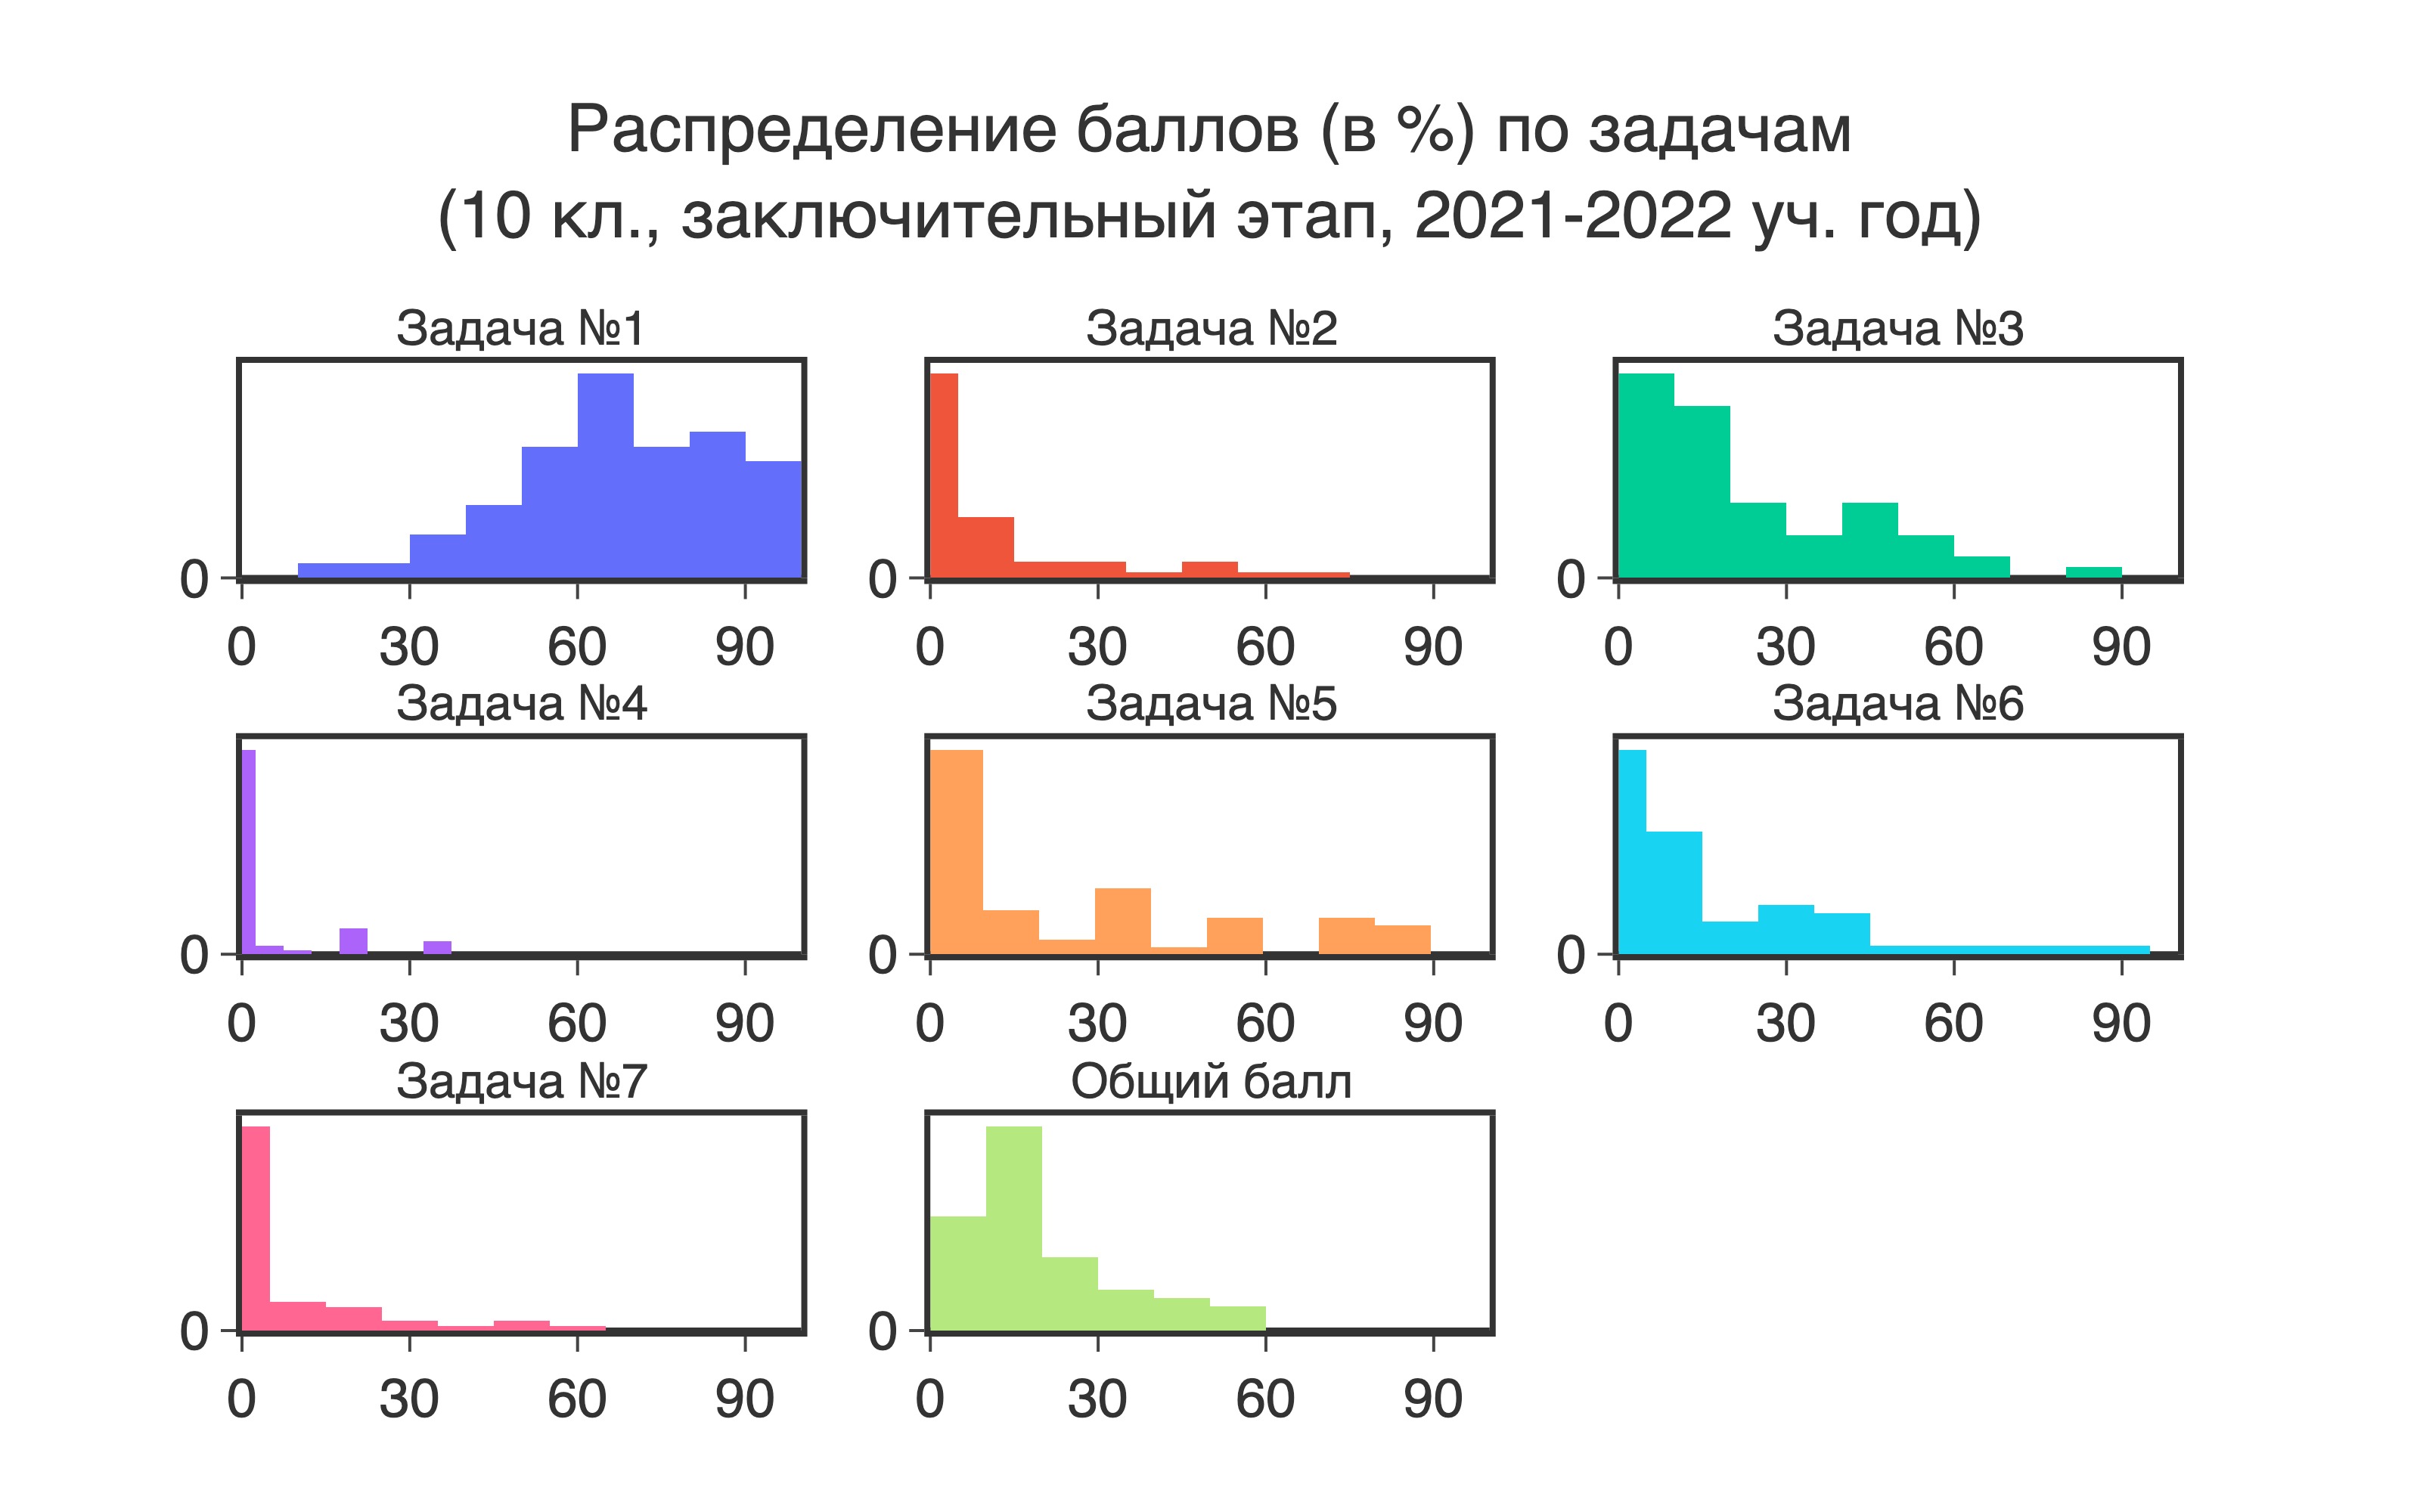 Распределение баллов (в %) по задачам
(10 кл., заключительный этап, 2021-2022 уч. год)
Задача №1
0
0 30 60 90
Задача №2
0
0 30 60 90
Задача №3
0
0 30 60 90
Задача №4
0
0 30 60 90
Задача №5
0
0 30 60 90
Задача №6
0
0 30 60 90
Задача №7
0
0 30 60 90
Общий балл
0
0 30 60 90